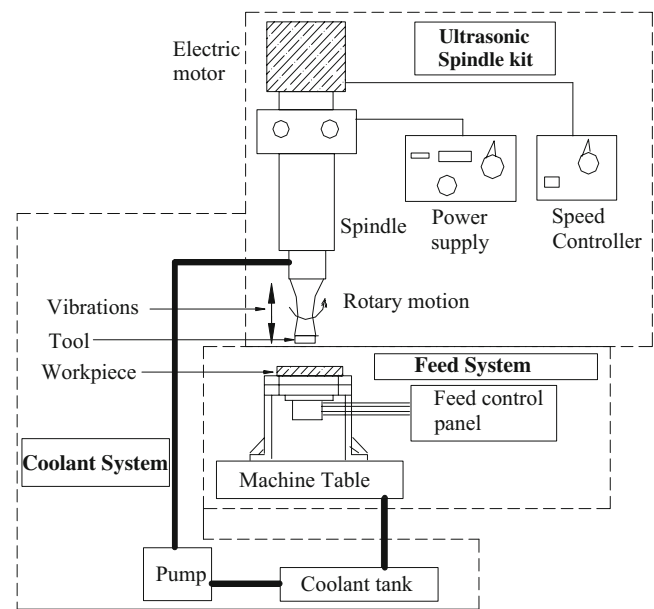 Electric
motor
Ultrasonic
Spindle kit
Spindle
Power
supply
Speed
Controller
Vibrations
Rotary motion
Tool
Workpiece
Feed System
Feed control
panel
Coolant System
Machine Table
Pump
Coolant tank